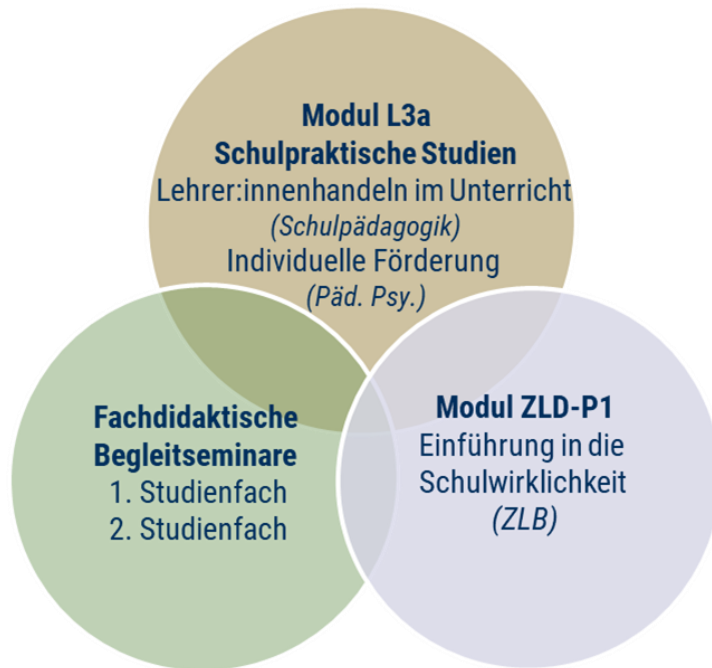 Modul L3a
Schulpraktische Studien
Lehrer:innenhandeln im Unterricht
(Schulpädagogik)
Individuelle Förderung
(Päd. Psy.)
Fachdidaktische
Begleitseminare
1. Studienfach
2. Studienfach
Modul ZLD-P1
Einführung in die
Schulwirklichkeit
(ZLB)